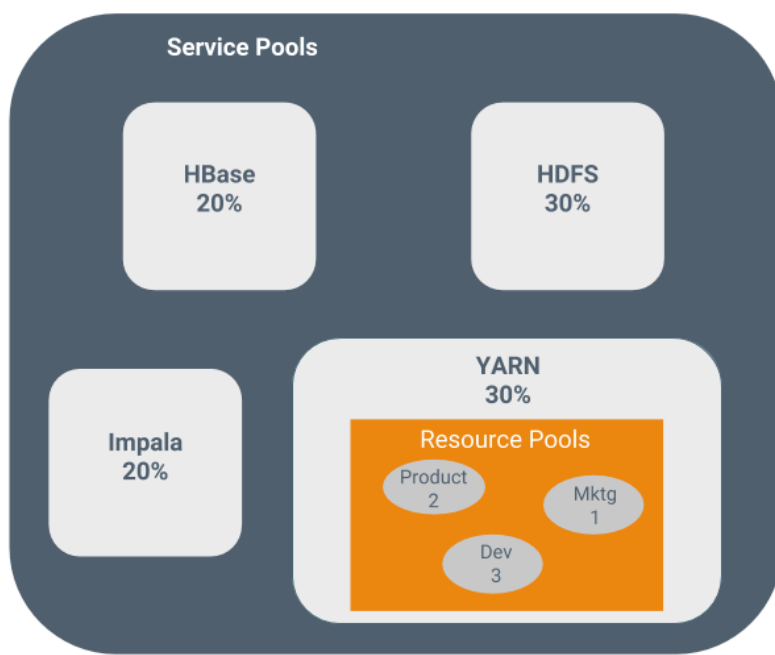 Service Pools
HBase
20%
HDFS
30%
Impala
20%
YARN
30%
Resource Pools
Product
2
Mktg
1
Dev
3